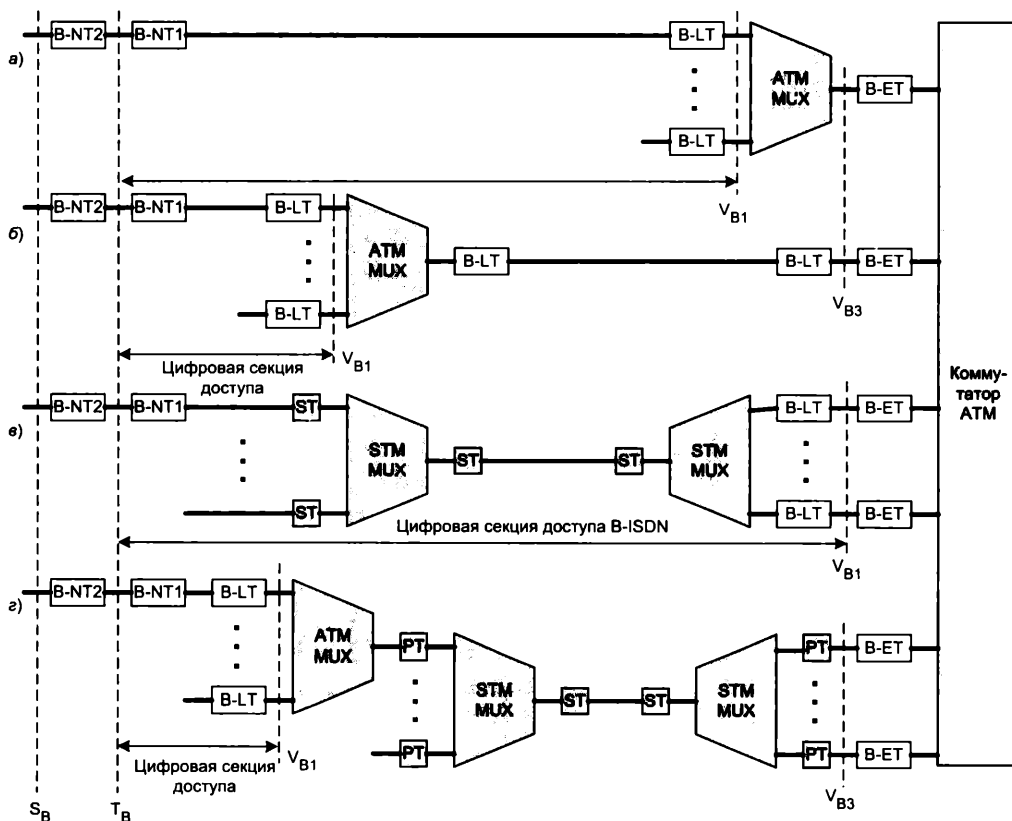 а)
B-NT2
B-NT1
B-LT
ATM
MUX
B-ET
B-LT
V B1
б)
B-NT2
B-NT1
B-LT
ATM
MUX
B-LT
B-LT
B-ET
B-LT
V B3
V B1
Цифровая секция
доступа
Комму-
татор
ATM
в)
B-NT2
B-NT1
ST
STM
MUX
ST
ST
STM
MUX
B-LT
B-ET
ST
B-LT
B-ET
Цифровая секция доступа B-ISDN
V B1
г)
B-NT2
B-NT1
B-LT
ATM
MUX
PT
STM
MUX
ST
ST
STM
MUX
PT
B-ET
B-LT
PT
PT
B-ET
V B1
Цифровая секция
доступа
V B3
S B
T B